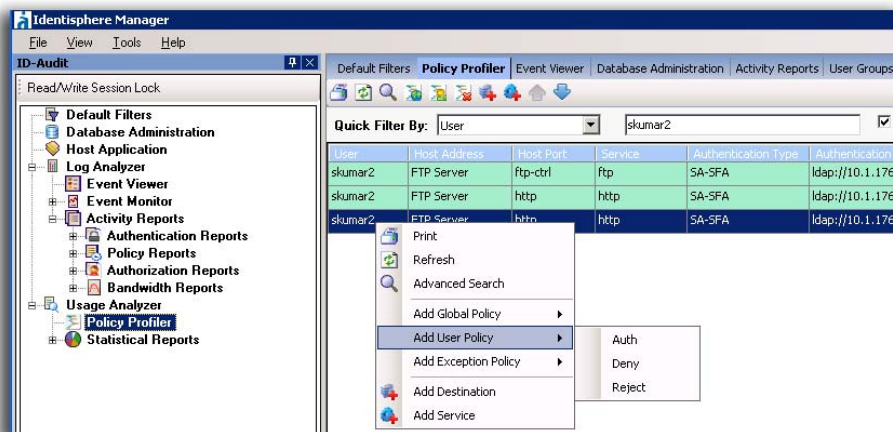 Identisphere Manager
File View Tools Help
ID-Audit
Read/Write Session Lock
Default Filters
Database Administration
Host Application
Log Analyzer
Event Viewer
Event Monitor
Activity Reports
Authentication Reports
Policy Reports
Authorization Reports
Bandwidth Reports
Usage Analyzer
Policy Profiler
Statistical Reports
Default Filters Policy Profiler Event Viewer Database Administration Activity Reports User Groups
Quick Filter By: User skumar2
User Host Address Host Port Service Authentication Type Authentication
skumar2 FTP Server ftp-ctrl ftp SA-SFA ldap://10.1.176
skumar2 FTP Server http http SA-SFA ldap://10.1.176
skumar2 FTP Server http http SA-SFA ldap://10.1.176
Print
Refresh
Advanced Search
Add Global Policy
Add User Policy
Add Exception Policy
Add Destination
Add Service
Auth
Deny
Reject